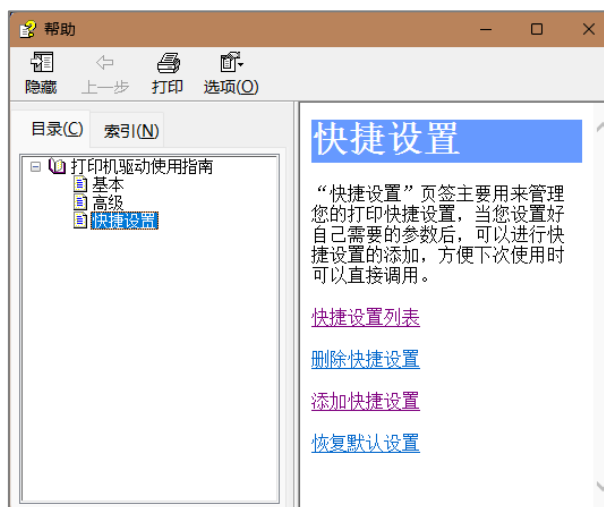 帮助
隐藏 上一步 打印 选项(O)
目录(C) 索引(N)
打印机驱动使用指南
基本
高级
快捷设置
快捷设置
“快捷设置”页签主要用来管理
您的打印快捷设置，当您设置好
自己需要的参数后，可以进行快
捷设置的添加，方便下次使用时
可以直接调用。
快捷设置列表
删除快捷设置
添加快捷设置
恢复默认设置